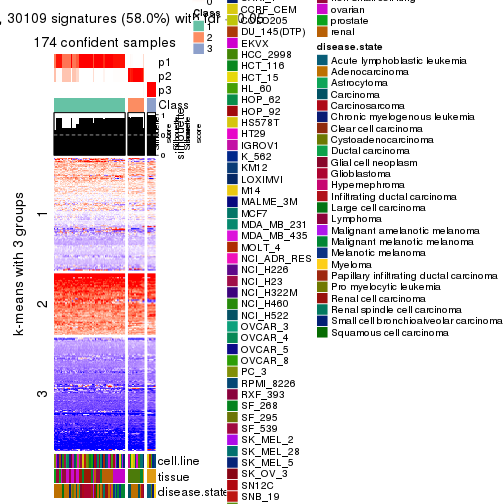 , 30109 signatures (58.0%) with fdr < 0.05
174 confident samples
p1
p2
p3
Class
1
0.5
0
silhouette
score
k-means with 3 groups
1
2
3
cell.line
tissue
disease.state
Class
1
2
3
0
CCRF_CEM
COLO205
DU_145(DTP)
EKVX
HCC_2998
HCT_116
HCT_15
HL_60
HOP_62
HOP_92
HS578T
HT29
IGROV1
K_562
KM12
LOXIMVI
M14
MALME_3M
MCF7
MDA_MB_231
MDA_MB_435
MOLT_4
NCI_ADR_RES
NCI_H226
NCI_H23
NCI_H322M
NCI_H460
NCI_H522
OVCAR_3
OVCAR_4
OVCAR_5
OVCAR_8
PC_3
RPMI_8226
RXF_393
SF_268
SF_295
SF_539
SK_MEL_2
SK_MEL_28
SK_MEL_5
SK_OV_3
SN12C
SNB_19
ovarian
prostate
renal
disease.state
Acute lymphoblastic leukemia
Adenocarcinoma
Astrocytoma
Carcinoma
Carcinosarcoma
Chronic myelogenous leukemia
Clear cell carcinoma
Cystoadenocarcinoma
Ductal carcinoma
Glial cell neoplasm
Glioblastoma
Hypernephroma
Infiltrating ductal carcinoma
Large cell carcinoma
Lymphoma
Malignant amelanotic melanoma
Malignant melanotic melanoma
Melanotic melanoma
Myeloma
Papillary infiltrating ductal carcinoma
Pro myelocytic leukemia
Renal cell carcinoma
Renal spindle cell carcinoma
Small cell bronchioalveolar carcinoma
Squamous cell carcinoma